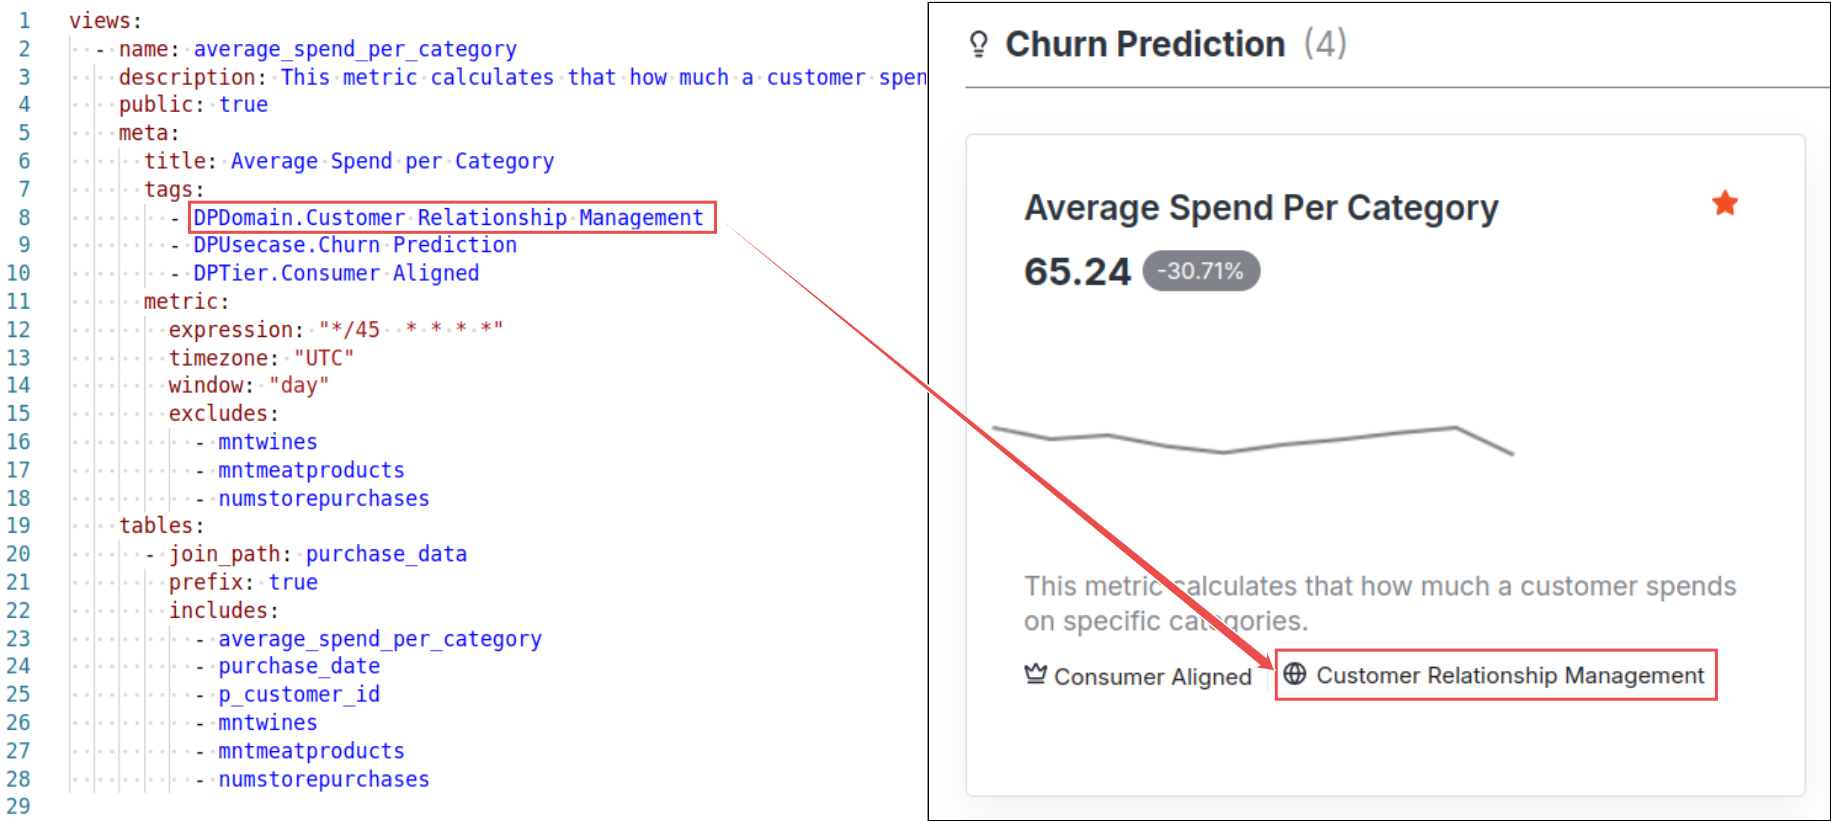 1 views:
2 - name: average_spend_per_category
3 description: This metric calculates that how much a customer spen
4 public: true
5 meta:
6 title: Average Spend per Category
7 tags:
8 - DPDomain.Customer Relationship Management
9 - DPUsecase.Churn Prediction
10 - DPTier.Consumer Aligned
11 metric:
12 expression: "*/45  * * * *"
13 timezone: "UTC"
14 window: "day"
15 excludes:
16 - mntwines
17 - mntmeatproducts
18 - numstorepurchases
19 tables:
20 - join_path: purchase_data
21 prefix: true
22 includes:
23 - average_spend_per_category
24 - purchase_date
25 - p_customer_id
26 - mntwines
27 - mntmeatproducts
28 - numstorepurchases
29
Churn Prediction (4)
Average Spend Per Category
65.24 -30.71%
This metric calculates that how much a customer spends
on specific categories.
Consumer Aligned Customer Relationship Management